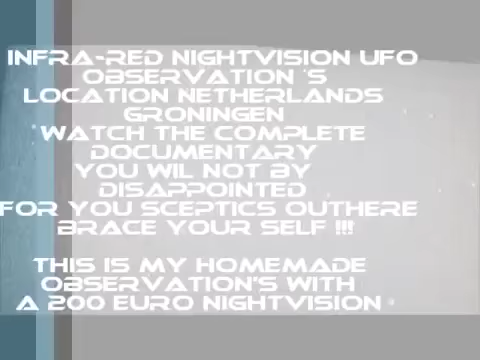 INFRA-RED NIGHTVISION UFO
OBSERVATION 'S
LOCATION NETHERLANDS
GRONINGEN
WATCH THE COMPLETE
DOCUMENTARY
YOU WIL NOT BY
DISAPPOINTED
FOR YOU SCEPTICS OUTHERE
BRACE YOUR SELF !!!
THIS IS MY HOMEMADE
OBSERVATION'S WITH
A 200 EURO NIGHTVISION